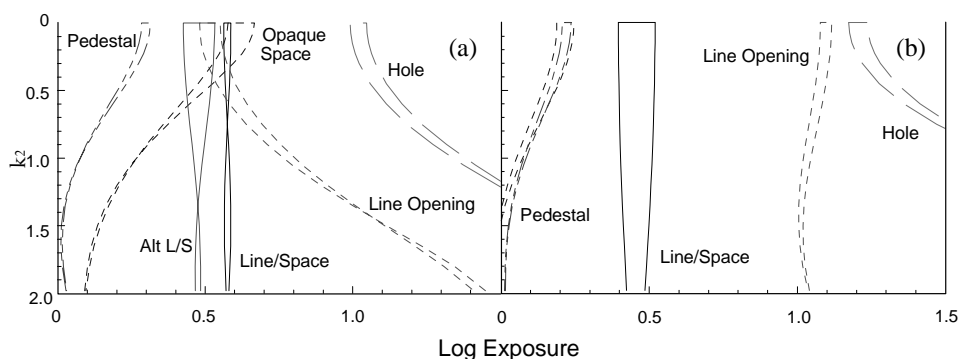 0
0.5
1.0
1.5
2.0
k2
Pedestal
Opaque
Space
(a)
Hole
Line Opening
Alt L/S
Line/Space
0
0.5
1.0
(b)
Line Opening
Hole
Pedestal
Line/Space
0
0.5
1.0
1.5
Log Exposure